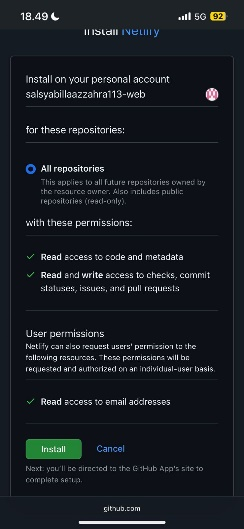 18.49
5G 92
Install Netlify
Install on your personal account
salsyabillaazzahra113-web
for these repositories:
All repositories
This applies to all future repositories owned by
the resource owner. Also includes public
repositories (read-only).
with these permissions:
Read access to code and metadata
Read and write access to checks, commit
statuses, issues, and pull requests
User permissions
Netlify can also request users' permission to the
following resources. These permissions will be
requested and authorized on an individual-user basis.
Read access to email addresses
Install Cancel
Next: you'll be directed to the GitHub App's site to
complete setup.
github.com